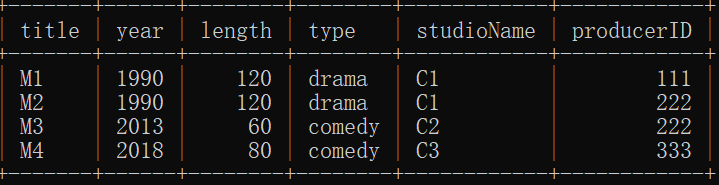 title year length type studioName producerID
M1 1990 120 drama C1 111
M2 1990 120 drama C1 222
M3 2013 60 comedy C2 222
M4 2018 80 comedy C3 333